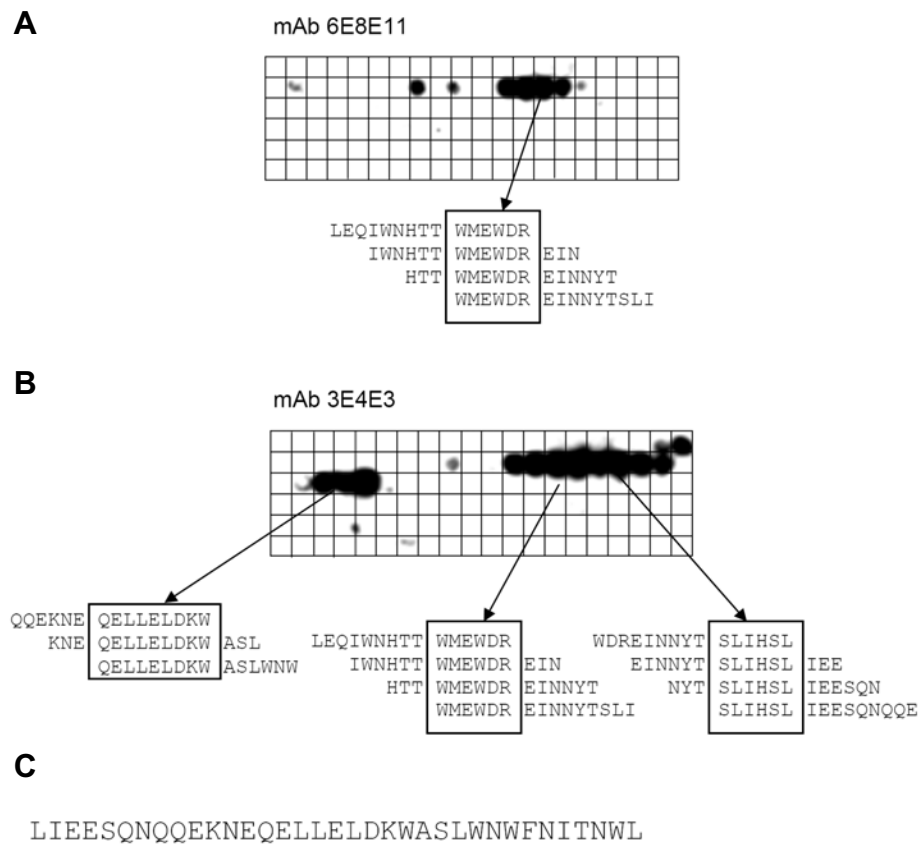 A
mAb 6E8E11
LEQIWNHTT WMEWDR
IWNHTT WMEWDR EIN
HTT WMEWDR EINNYT
WMEWDR EINNYTSLI
B
mAb 3E4E3
QQEKNE QELLELDKW
KNE QELLELDKW ASL
QELLELDKW ASLWNW
LEQIWNHTT WMEWDR
IWNHTT WMEWDR EIN
HTT WMEWDR EINNYT
WMEWDR EINNYTSLI
WDREINNYT SLIHSL
EINNYT SLIHSL IEE
NYT SLIHSL IEESQN
SLIHSL IEESQNQQE
C
LIEESQNQQEKNEQELLELDKWASLWNWFNITNWL